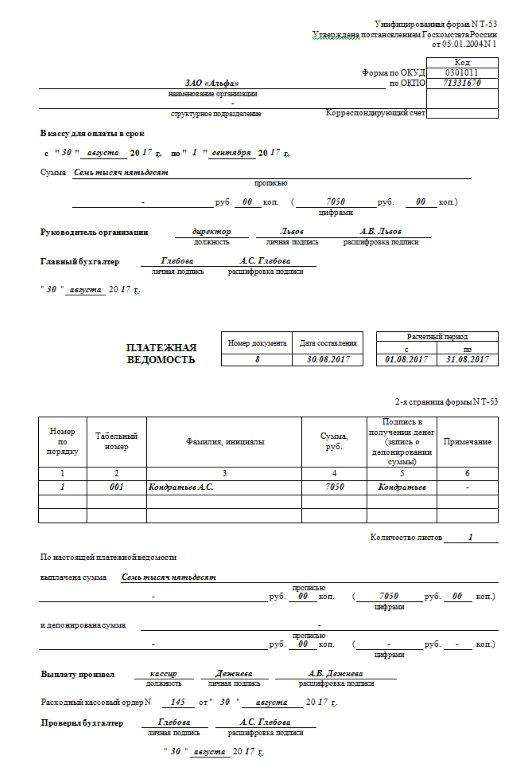 Унифицированная форма N Т-53
Утверждена постановлением Госкомстата России
от 05.01.2004 N 1
Код
Форма по ОКУД 0301011
ЗАО «Альфа» по ОКПО 71331670
наименование организации
-
структурное подразделение Корреспондирующий счет
В кассу для оплаты в срок
с " 30 " августа 20 17 г. по " 1 " сентября 20 17 г.
Сумма Семь тысяч пятьдесят
прописью
- руб. 00 коп. ( 7050 руб. 00 коп.)
цифрами
Руководитель организации директор Львов А.В. Львов
должность личная подпись расшифровка подписи
Главный бухгалтер Глебова А.С. Глебова
личная подпись расшифровка подписи
" 30 " августа 20 17 г.
ПЛАТЕЖНАЯ ВЕДОМОСТЬ
Номер документа Дата составления Расчетный период
с по
8 30.08.2017 01.08.2017 31.08.2017
2-я страница формы N Т-53
Номер по порядку Табельный номер Фамилия, инициалы Сумма, руб. Подпись в получении денег (запись о депонировании суммы) Примечание
1 2 3 4 5 6
1 001 Кондратьев А.С. 7050 Кондратьев -
Количество листов 1
По настоящей платежной ведомости
выплачена сумма Семь тысяч пятьдесят
прописью
- руб. 00 коп. ( 7050 руб. 00 коп.)
цифрами
и депонирована сумма -
прописью
- руб. 00 коп. ( - руб. - коп.)
цифрами
Выплату произвел кассир Дежнева А.В. Дежнева
должность личная подпись расшифровка подписи
Расходный кассовый ордер N 145 от " 30 " августа 20 17 г.
Проверил бухгалтер Глебова А.С. Глебова
личная подпись расшифровка подписи
" 30 " августа 20 17 г.